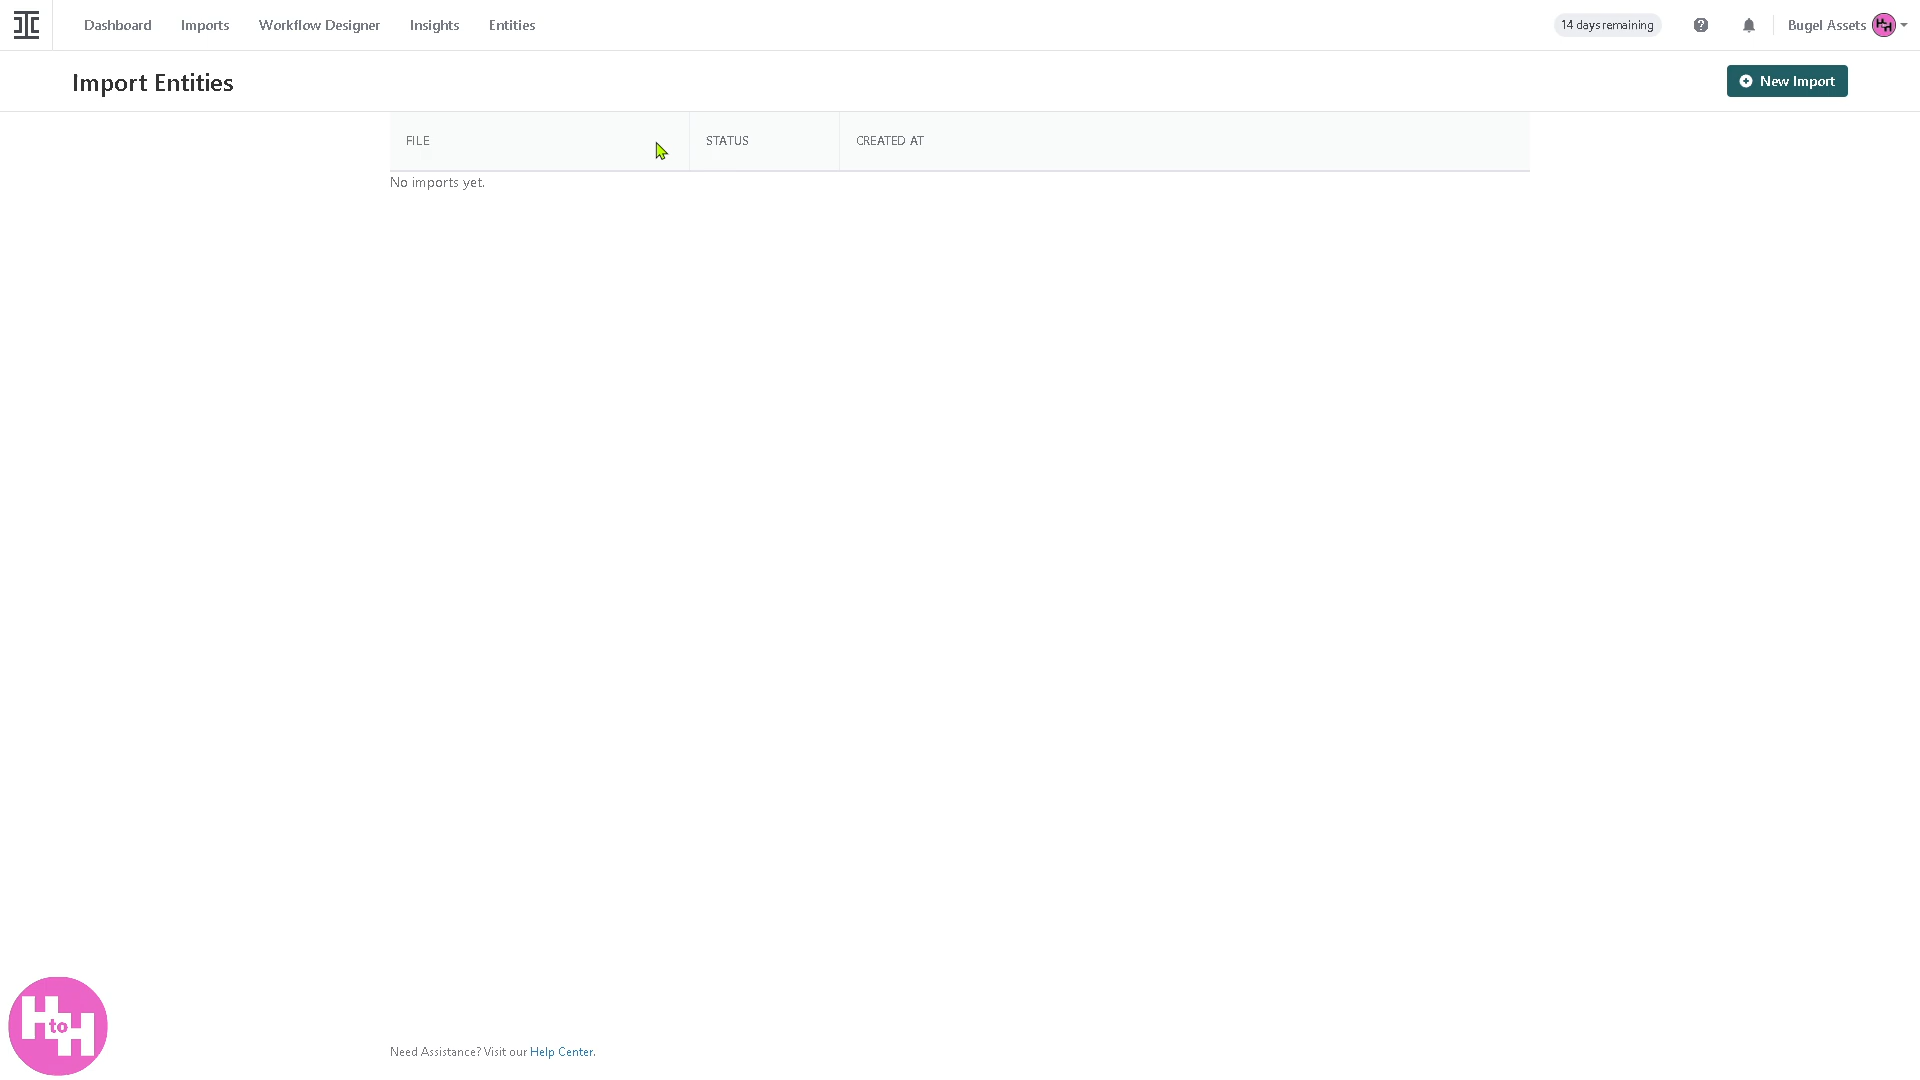 Dashboard Imports Workflow Designer Insights Entities 14 days remaining Bugel Assets
Import Entities
New Import
FILE STATUS CREATED AT
No imports yet.
H to H
Need Assistance? Visit our Help Center.